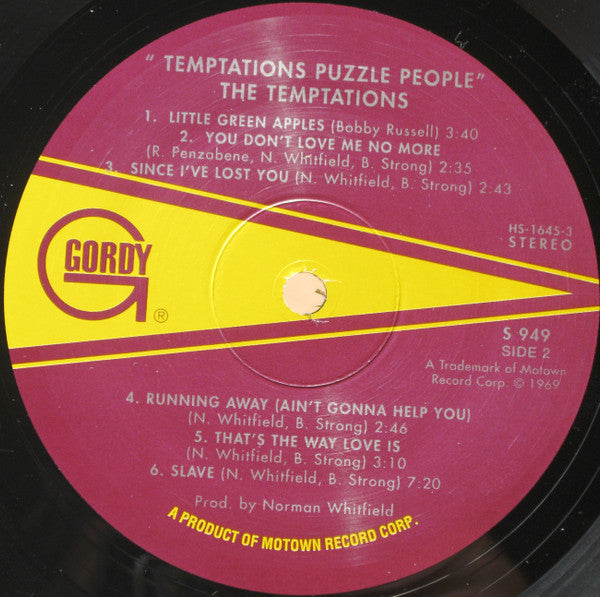 " TEMPTATIONS PUZZLE PEOPLE"
THE TEMPTATIONS
1. LITTLE GREEN APPLES (Bobby Russell) 3:40
2. YOU DON'T LOVE ME NO MORE
(R. Penzabene, N. Whitfield, B. Strong) 2:35
3. SINCE I'VE LOST YOU (N. Whitfield, B. Strong) 2:43
HS-1645-3
STEREO
GORDY
®
S 949
SIDE 2
A Trademark of Motown
Record Corp. © 1969
4. RUNNING AWAY (AIN'T GONNA HELP YOU)
(N. Whitfield, B. Strong) 2:46
5. THAT'S THE WAY LOVE IS
(N. Whitfield, B. Strong) 3:10
6. SLAVE (N. Whitfield, B. Strong) 7:20
Prod. by Norman Whitfield
A PRODUCT OF MOTOWN RECORD CORP.